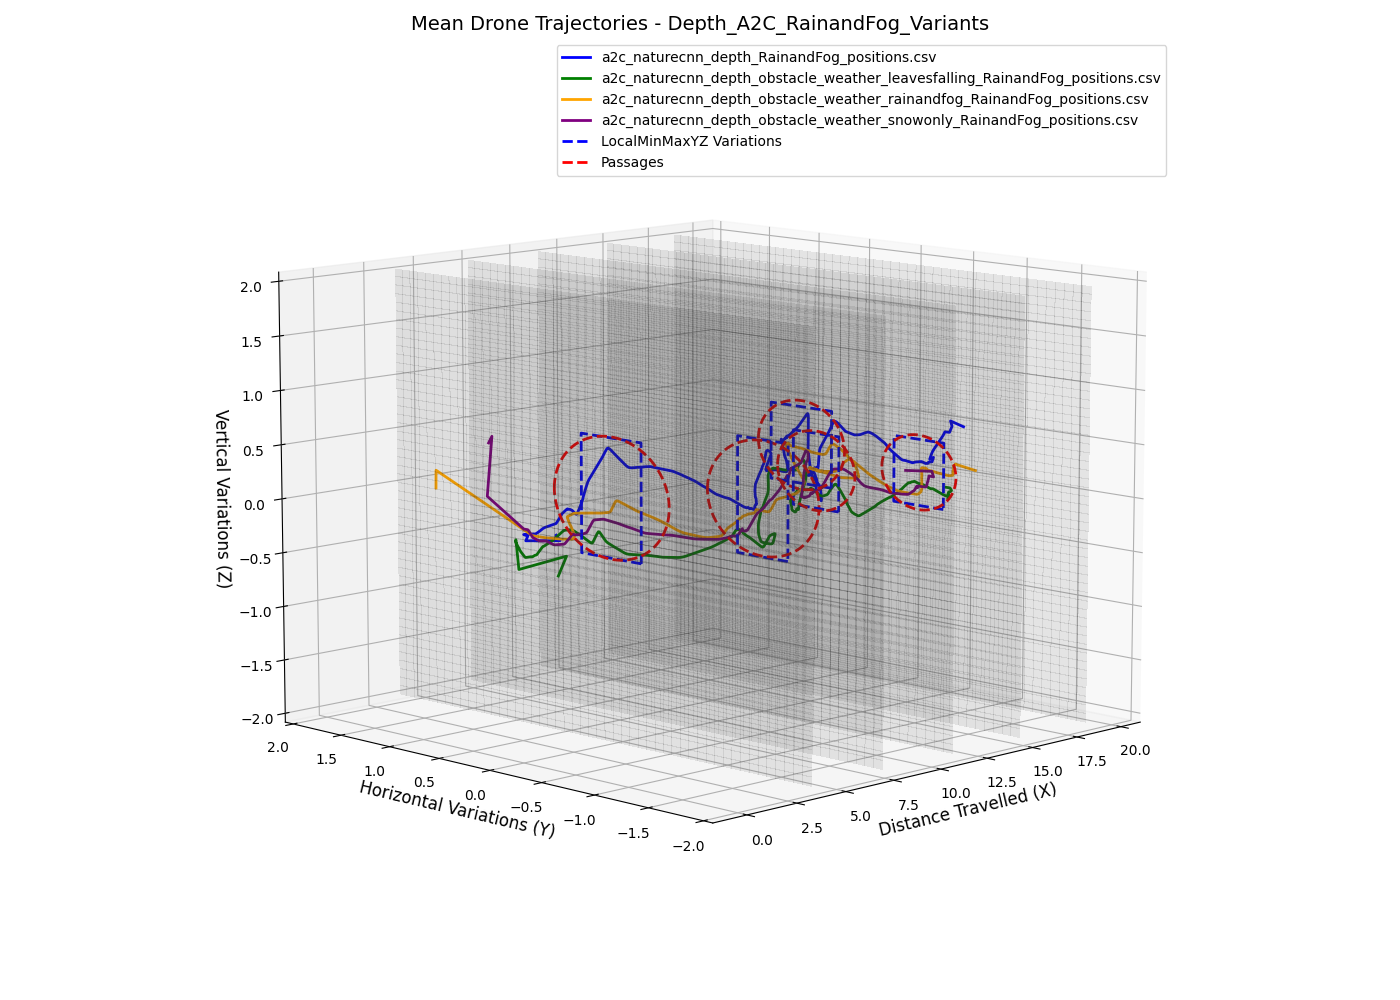 Mean Drone Trajectories - Depth_A2C_RainandFog_Variants
a2c_naturecnn_depth_RainandFog_positions.csv
a2c_naturecnn_depth_obstacle_weather_leavesfalling_RainandFog_positions.csv
a2c_naturecnn_depth_obstacle_weather_rainandfog_RainandFog_positions.csv
a2c_naturecnn_depth_obstacle_weather_snowonly_RainandFog_positions.csv
LocalMinMaxYZ Variations
Passages
2.0
1.5
1.0
0.5
0.0
−0.5
−1.0
−1.5
−2.0
Vertical Variations (Z)
2.0
1.5
1.0
0.5
0.0
−0.5
−1.0
−1.5
−2.0
Horizontal Variations (Y)
0.0
2.5
5.0
7.5
10.0
12.5
15.0
17.5
20.0
Distance Travelled (X)